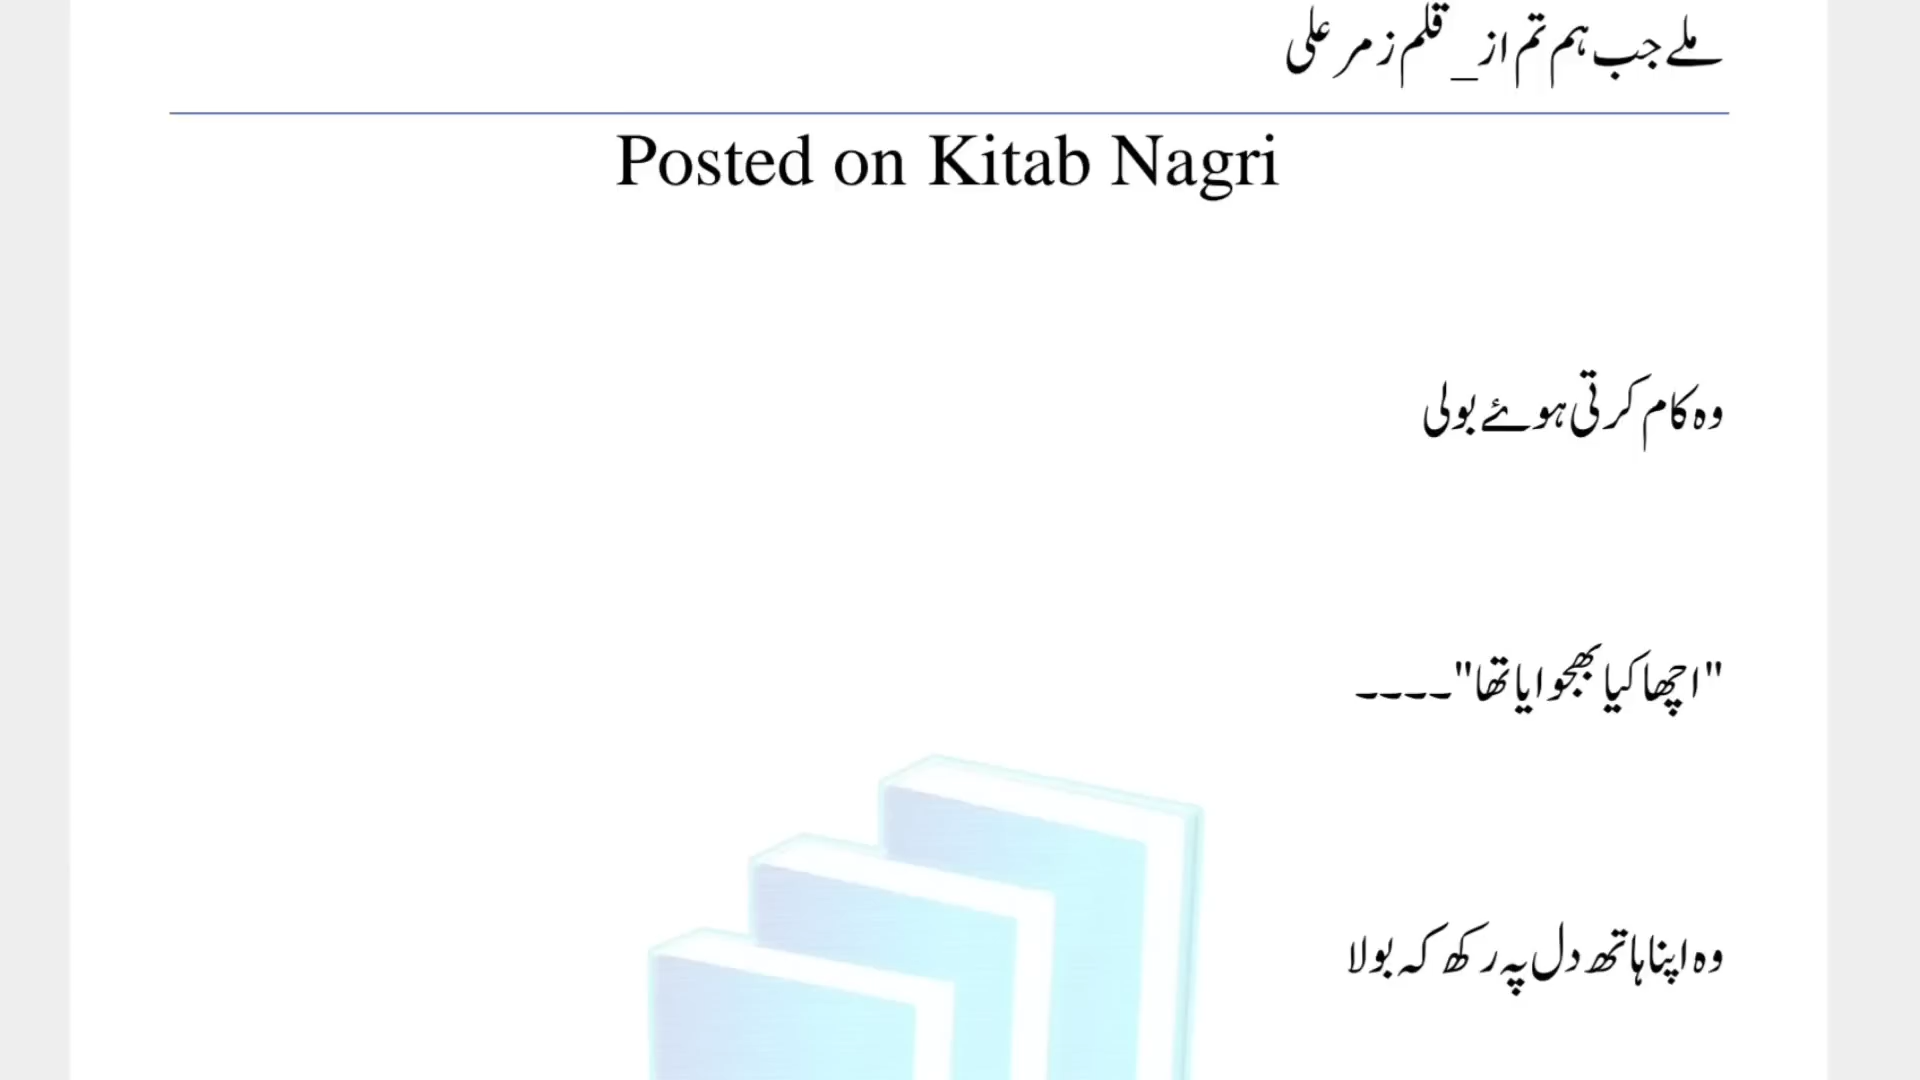 ملے جب ہم تم از_ قلم زمر علی
Posted on Kitab Nagri
وہ کام کرتی ہوئے بولی
"اچھا کیا بھجوایا تھا"۔۔۔۔
وہ اپنا ہاتھ دل پہ رکھ کہ بولا